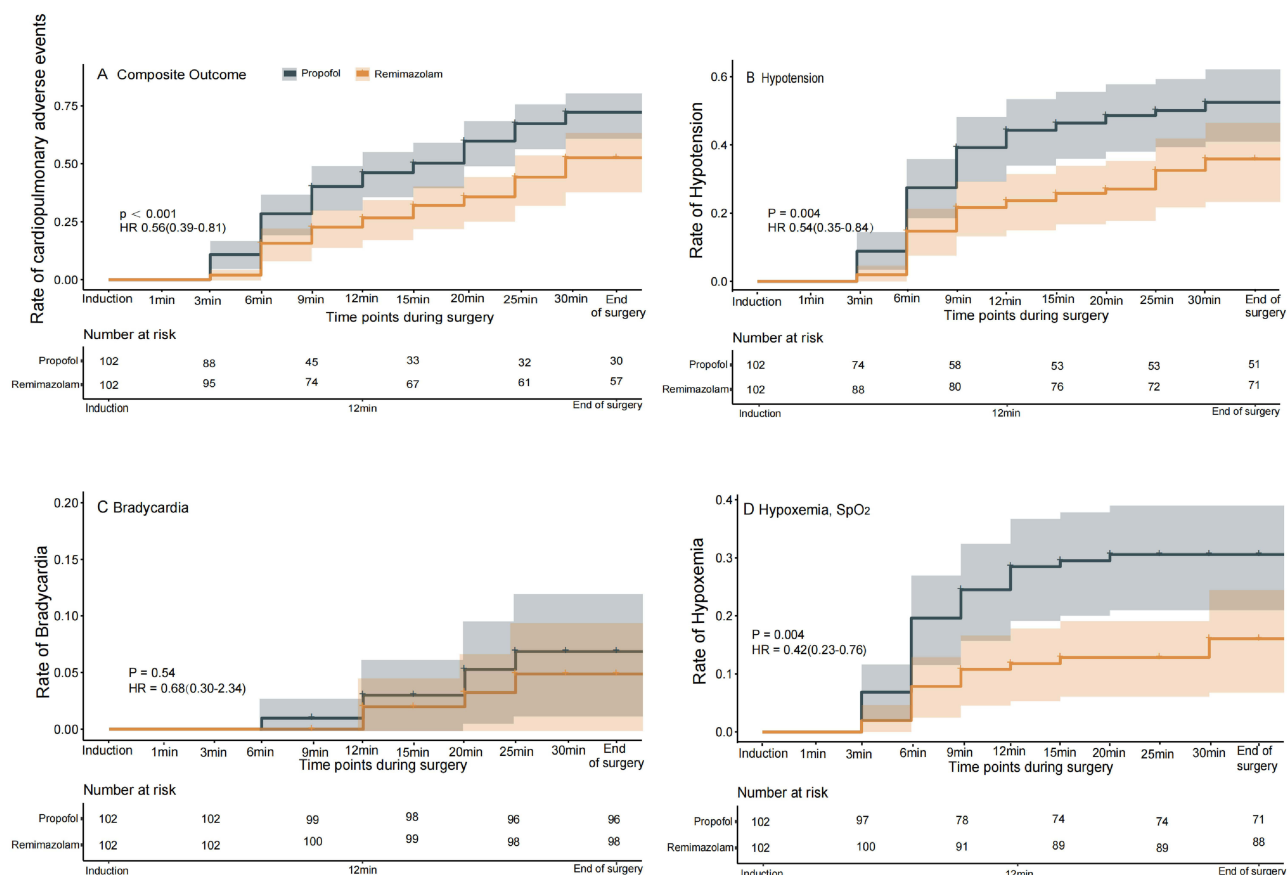 A Composite Outcome
Propofol
Remimazolam
Rate of cardiopulmonary adverse events
0.75
0.50
0.25
0.00
p < 0.001
HR 0.56(0.39-0.81)
Induction 1min 3min 6min 9min 12min 15min 20min 25min 30min End of surgery
Time points during surgery
Number at risk
Propofol 102 88 45 33 32 30
Remimazolam 102 95 74 67 61 57
Induction 12min End of surgery
B Hypotension
Rate of Hypotension
0.6
0.4
0.2
0.0
P = 0.004
HR 0.54(0.35-0.84)
Induction 1min 3min 6min 9min 12min 15min 20min 25min 30min End of surgery
Time points during surgery
Number at risk
Propofol 102 74 58 53 53 51
Remimazolam 102 88 80 76 72 71
Induction 12min End of surgery
C Bradycardia
Rate of Bradycardia
0.20
0.15
0.10
0.05
0.00
P = 0.54
HR = 0.68(0.30-2.34)
Induction 1min 3min 6min 9min 12min 15min 20min 25min 30min End of surgery
Time points during surgery
Number at risk
Propofol 102 102 99 98 96 96
Remimazolam 102 102 100 99 98 98
Induction 12min End of surgery
D Hypoxemia, SpO2
Rate of Hypoxemia
0.4
0.3
0.2
0.1
0.0
P = 0.004
HR = 0.42(0.23-0.76)
Induction 1min 3min 6min 9min 12min 15min 20min 25min 30min End of surgery
Time points during surgery
Number at risk
Propofol 102 97 78 74 74 71
Remimazolam 102 100 91 89 89 88
Induction 12min End of surgery